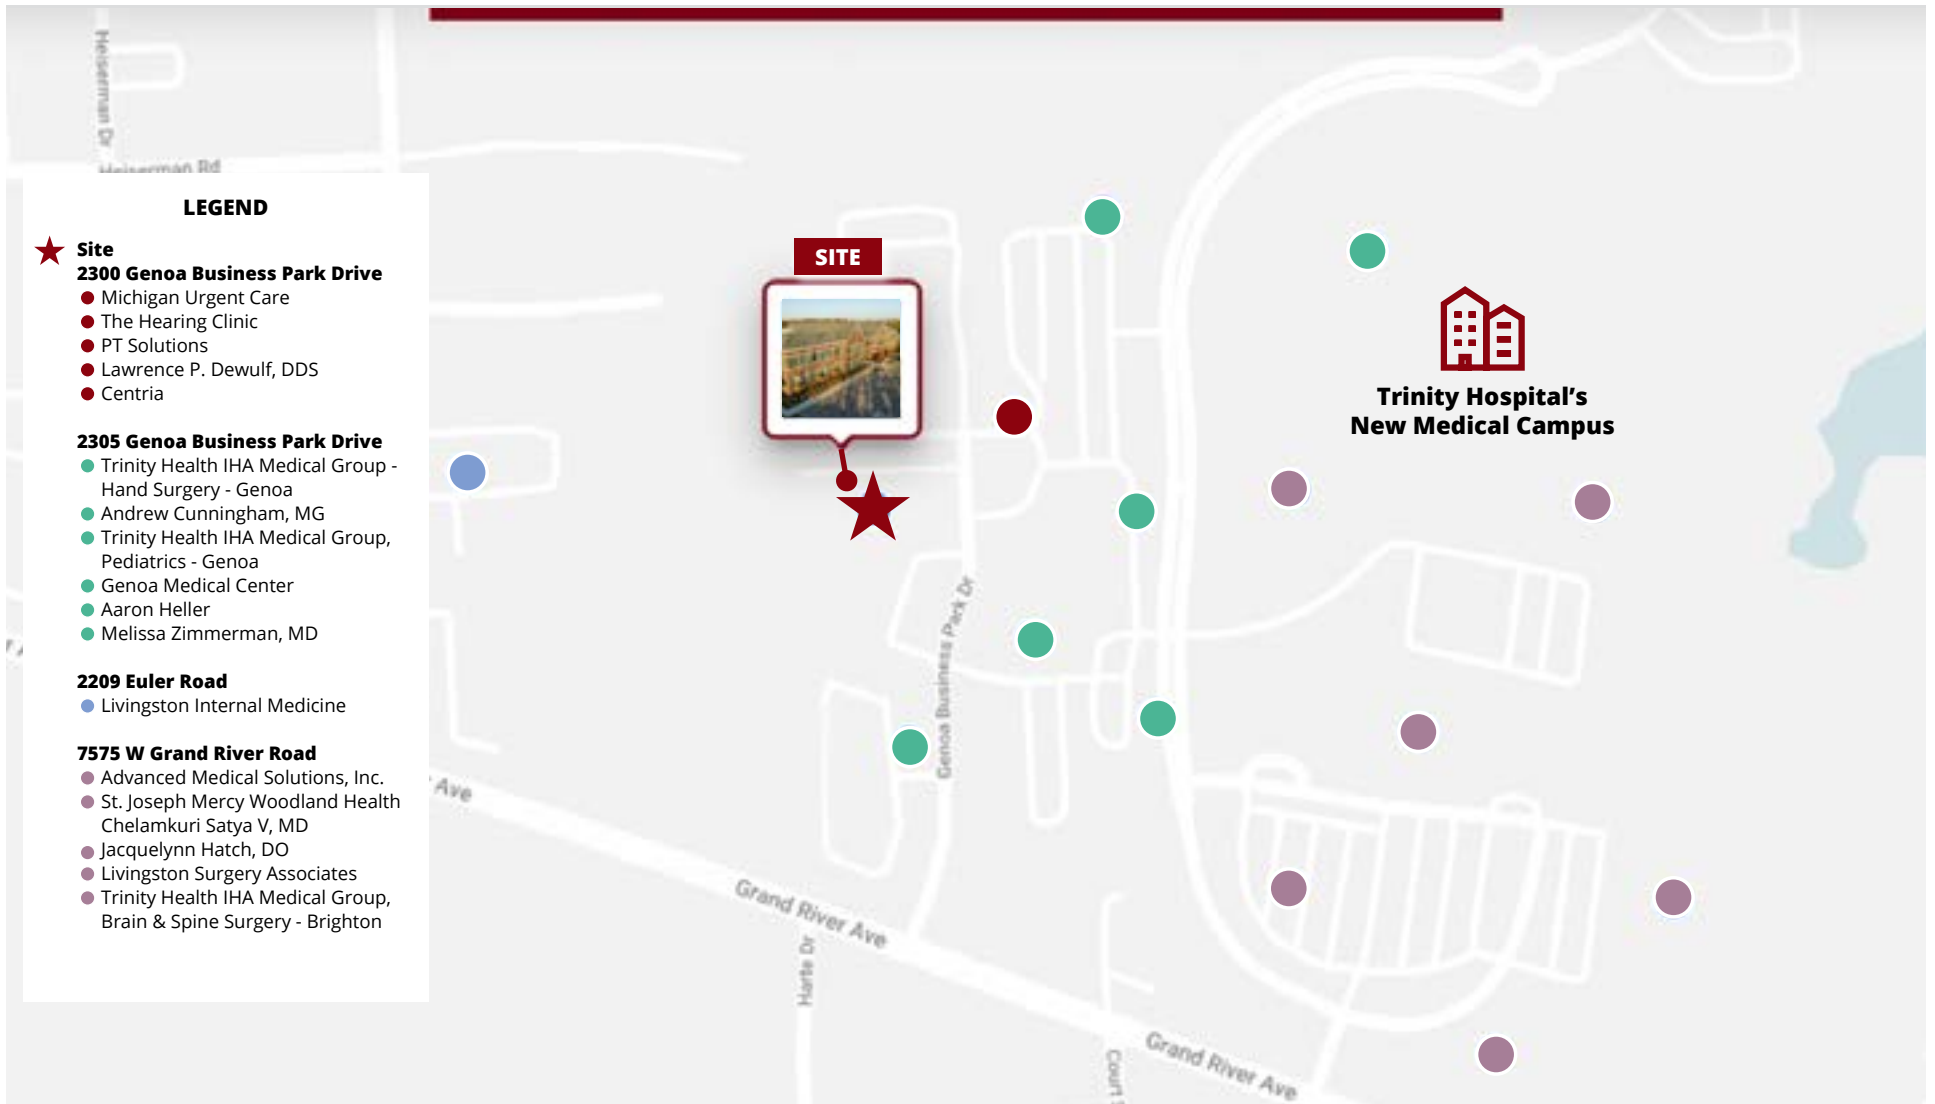 Heiserman Dr
Heiserman Rd
LEGEND
Site
2300 Genoa Business Park Drive
Michigan Urgent Care
The Hearing Clinic
PT Solutions
Lawrence P. Dewulf, DDS
Centria
2305 Genoa Business Park Drive
Trinity Health IHA Medical Group -
Hand Surgery - Genoa
Andrew Cunningham, MG
Trinity Health IHA Medical Group,
Pediatrics - Genoa
Genoa Medical Center
Aaron Heller
Melissa Zimmerman, MD
2209 Euler Road
Livingston Internal Medicine
7575 W Grand River Road
Advanced Medical Solutions, Inc.
St. Joseph Mercy Woodland Health
Chelamkuri Satya V, MD
Jacquelynn Hatch, DO
Livingston Surgery Associates
Trinity Health IHA Medical Group,
Brain & Spine Surgery - Brighton
SITE
Trinity Hospital’s
New Medical Campus
Genoa Business Park Dr
Ave
Grand River Ave
Harte Dr
Grand River Ave
Court